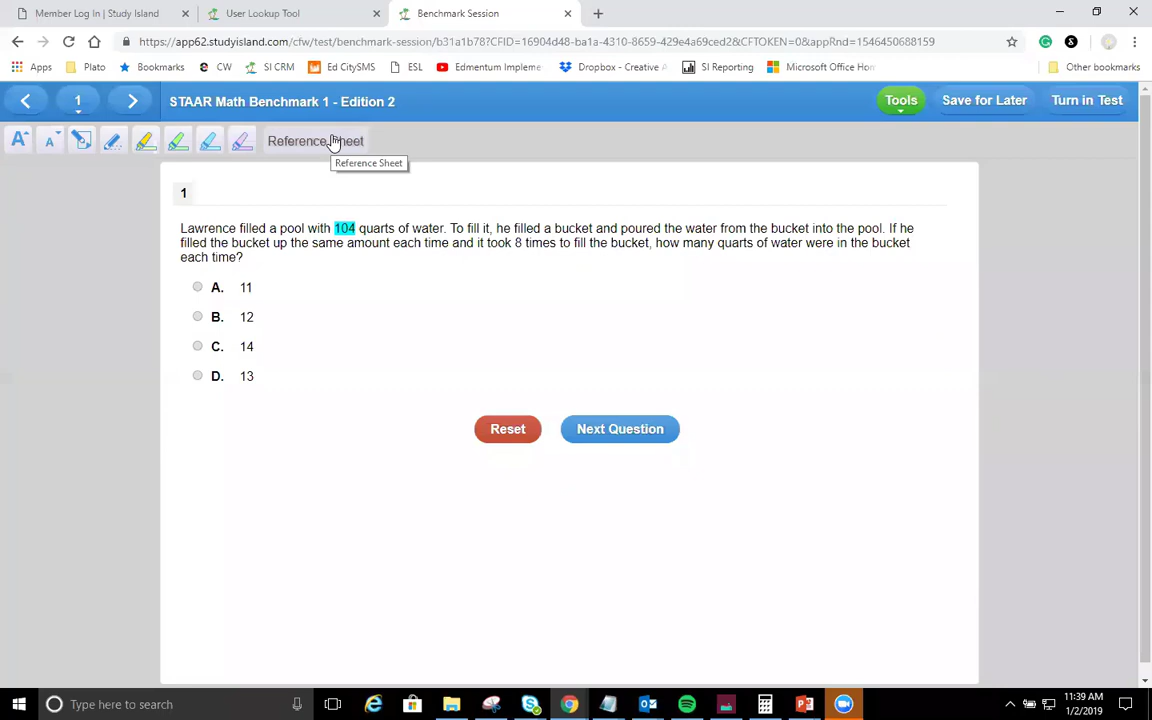 Member Log In | Study Island
User Lookup Tool
Benchmark Session
https://app62.studyisland.com/cfw/test/benchmark-session/b31a1b78?CFID=16904d48-ba1a-4310-8659-429e4a69ced2&CFTOKEN=0&appRnd=1546450688159
Apps Plato Bookmarks CW SI CRM Ed CitySMS ESL Edmentum Impleme Dropbox - Creative A SI Reporting Microsoft Office Hom Other bookmarks
1 STAAR Math Benchmark 1 - Edition 2 Tools Save for Later Turn in Test
A A Reference Sheet
Reference Sheet
1
Lawrence filled a pool with 104 quarts of water. To fill it, he filled a bucket and poured the water from the bucket into the pool. If he
filled the bucket up the same amount each time and it took 8 times to fill the bucket, how many quarts of water were in the bucket
each time?
A. 11
B. 12
C. 14
D. 13
Reset Next Question
Type here to search
11:39 AM
1/2/2019